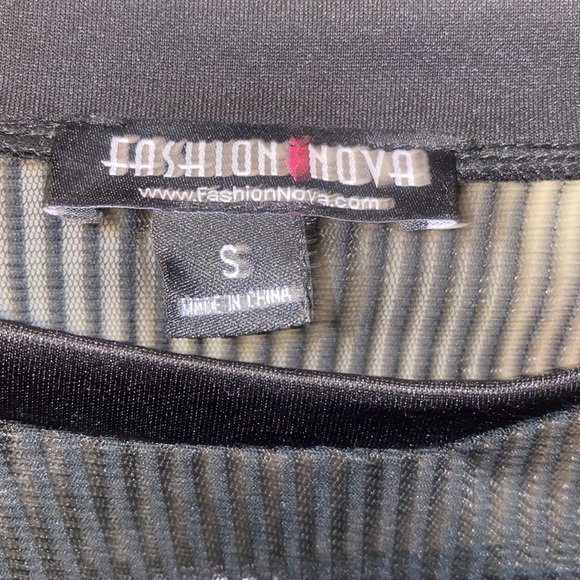 FASHION NOVA
www.FashionNova.com
S
MADE IN CHINA